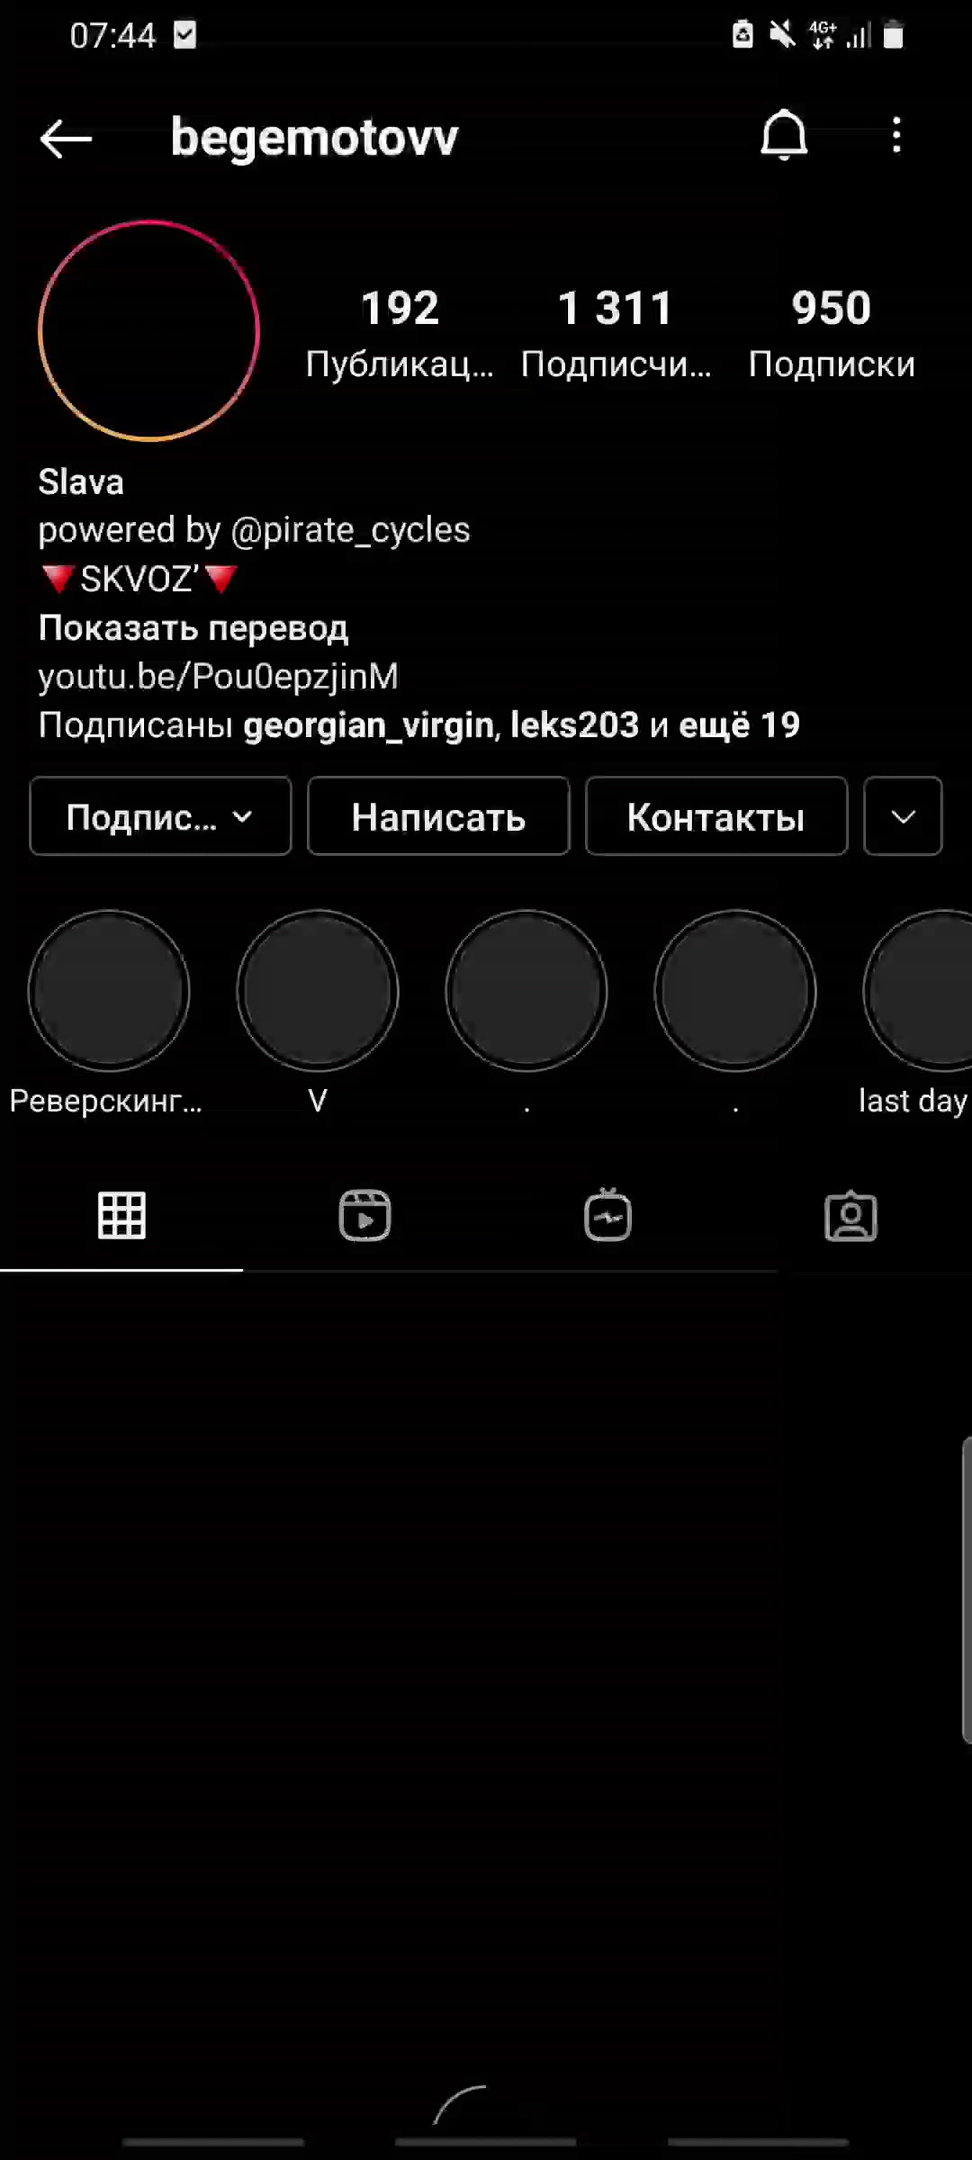 07:44
4G+
begemotovv
192 1 311 950
Публикац... Подписчи... Подписки
Slava
powered by @pirate_cycles
🔻SKVOZ’🔻
Показать перевод
youtu.be/Pou0epzjinM
Подписаны georgian_virgin, leks203 и ещё 19
Подпис... Написать Контакты
Реверскинг... V . . last day